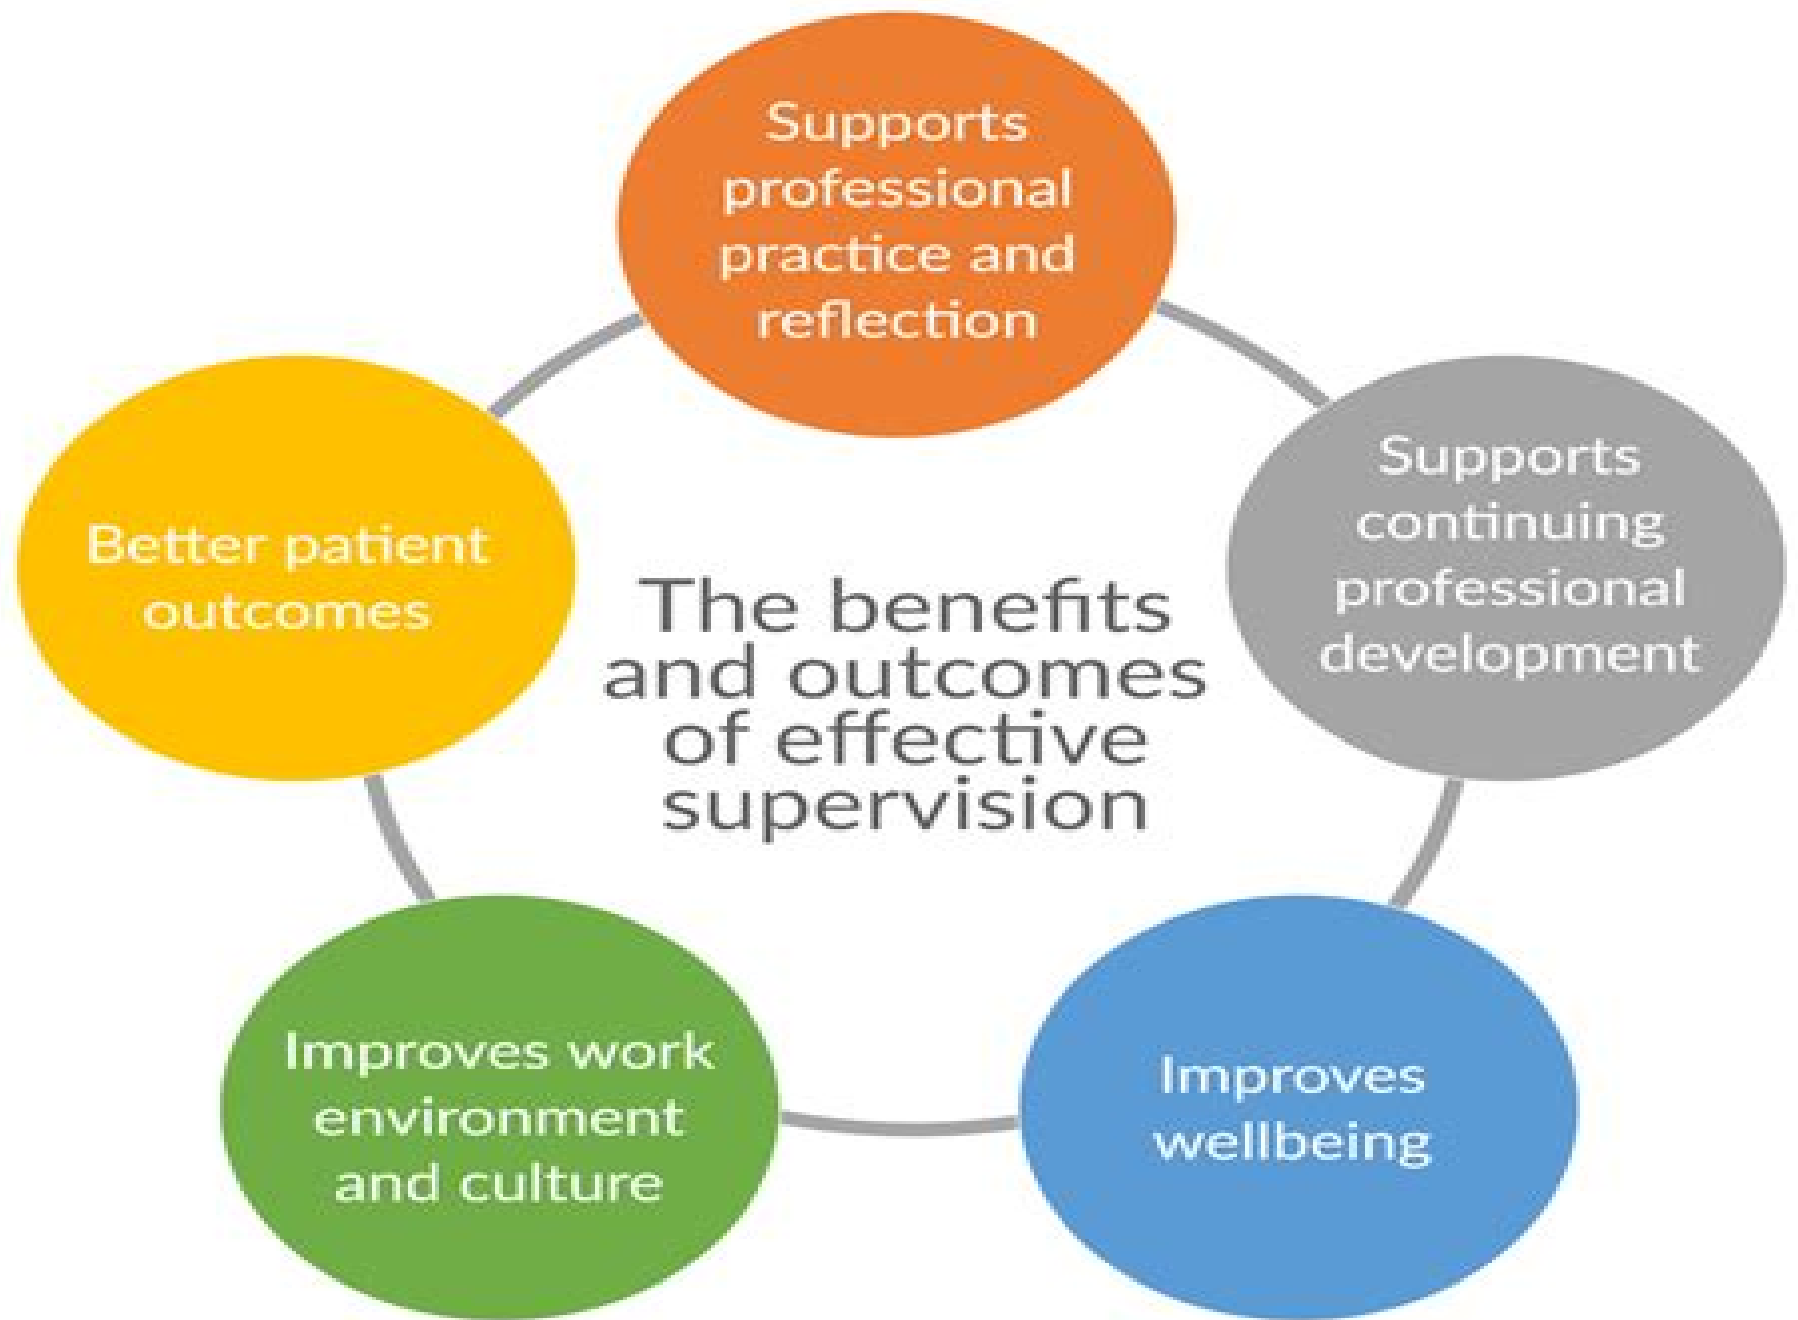 Supports
professional
practice and
reflection
Supports
continuing
professional
development
Improves
wellbeing
Improves work
environment
and culture
Better patient
outcomes
The benefits
and outcomes
of effective
supervision